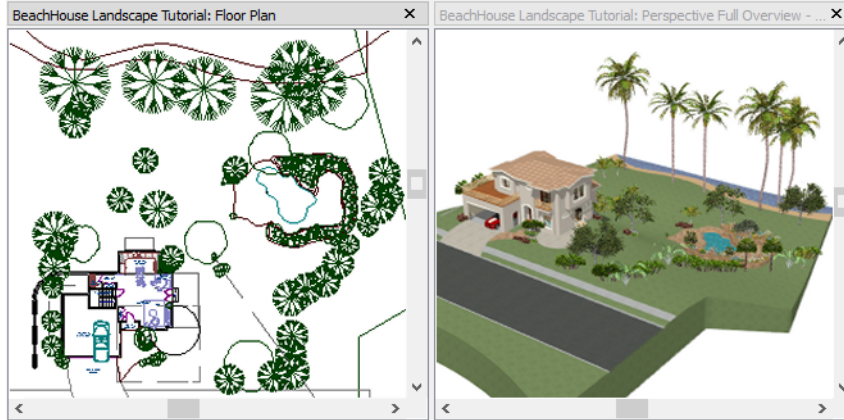 BeachHouse Landscape Tutorial: Floor Plan
BeachHouse Landscape Tutorial: Perspective Full Overview - ...